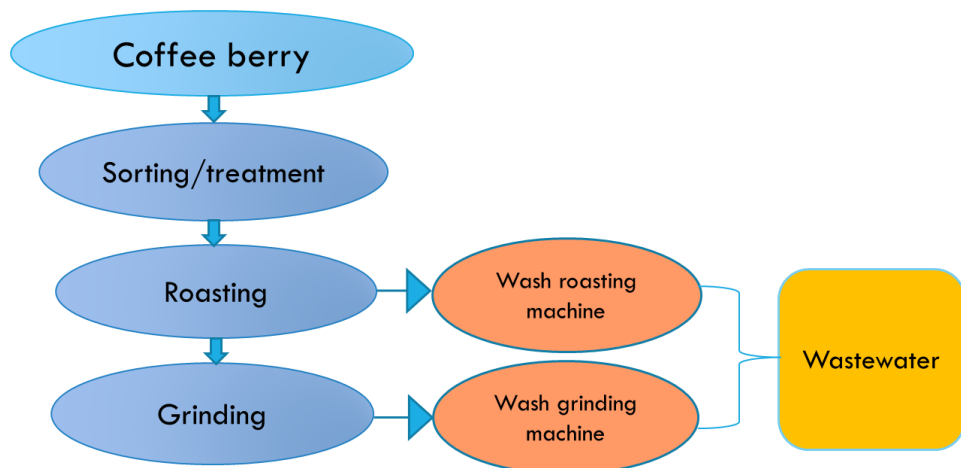 Coffee berry
Sorting/treatment
Roasting
Wash roasting
machine
Grinding
Wash grinding
machine
Wastewater